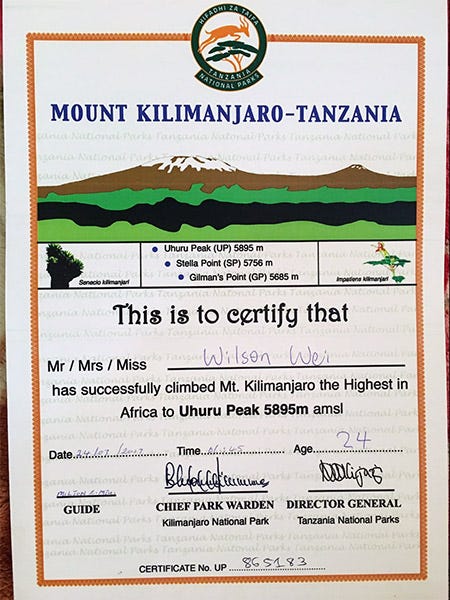 HIFADHI ZA TAIFA
TANZANIA
NATIONAL PARKS
MOUNT KILIMANJARO-TANZANIA
Uhuru Peak (UP) 5895 m
Stella Point (SP) 5756 m
Gilman's Point (GP) 5685 m
Senecio kilimanjari
Impatiens kilimanjari
This is to certify that
Mr / Mrs / Miss Wilson Wei
has successfully climbed Mt. Kilimanjaro the Highest in
Africa to Uhuru Peak 5895m amsl
Date 24/07/2017 Time Age 24
GUIDE CHIEF PARK WARDEN DIRECTOR GENERAL
Kilimanjaro National Park Tanzania National Parks
CERTIFICATE No. UP 865183